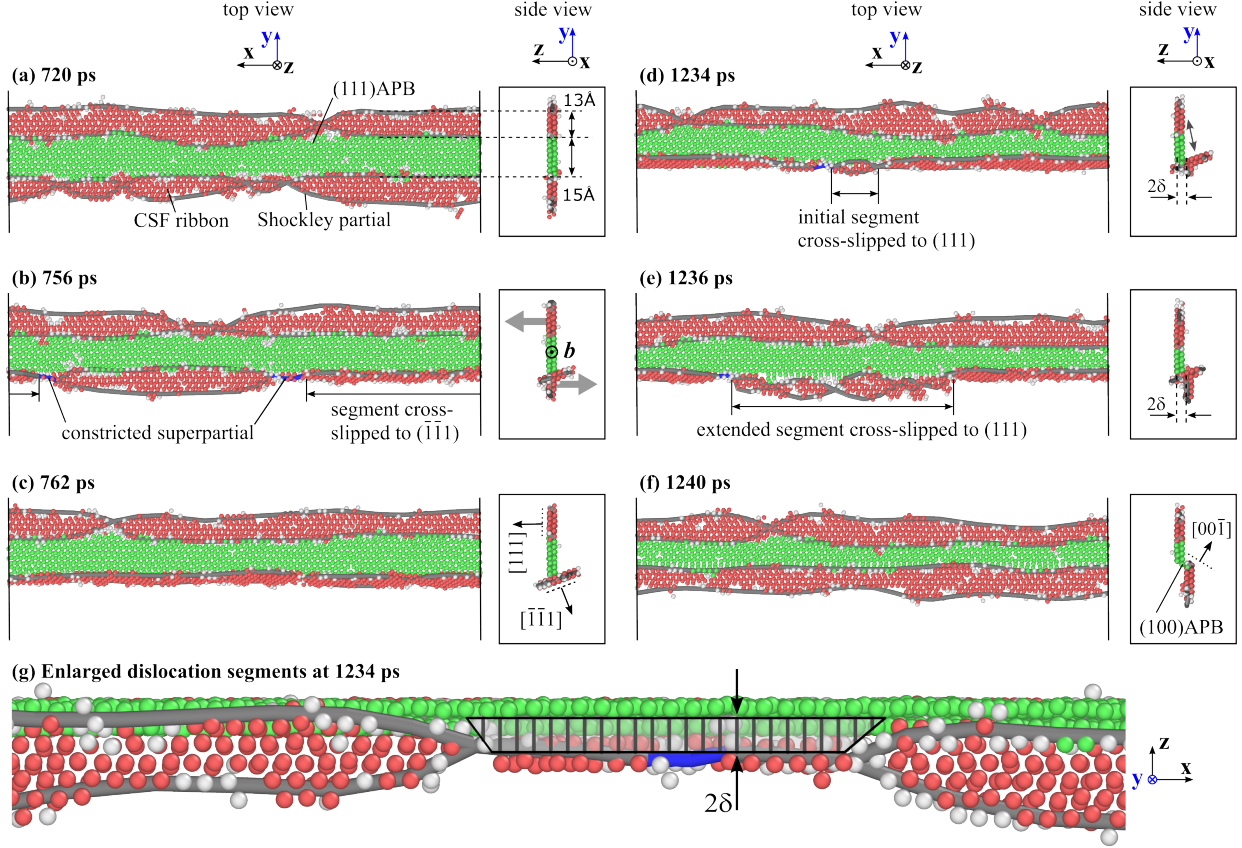 top view
side view
top view
side view
y
x
z
y
z
x
y
x
z
y
z
x
(a) 720 ps
(111)APB
13Å
15Å
CSF ribbon
Shockley partial
(d) 1234 ps
2δ
initial segment
cross-slipped to (111)
(b) 756 ps
b
constricted superpartial
segment cross-
slipped to (1̅1̅1)
(e) 1236 ps
2δ
extended segment cross-slipped to (111)
(c) 762 ps
[111]
[1̅1̅1]
(f) 1240 ps
[001̅]
(100)APB
(g) Enlarged dislocation segments at 1234 ps
2δ
z
y
x